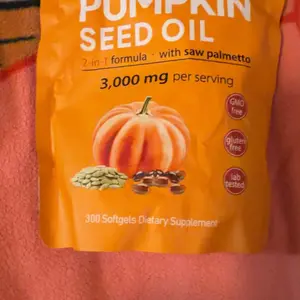 PUMPKIN
SEED OIL
2-in-1 formula · with saw palmetto
3,000 mg per serving
GMO
free
gluten
free
lab
tested
300 Softgels Dietary Supplement